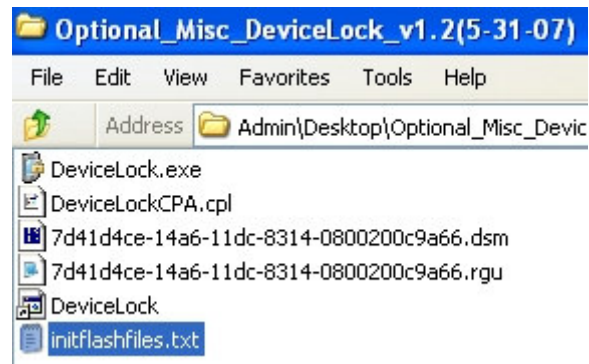 Optional_Misc_DeviceLock_v1.2(5-31-07)
File Edit View Favorites Tools Help
Address Admin\Desktop\Optional_Misc_Devic
DeviceLock.exe
DeviceLockCPA.cpl
7d41d4ce-14a6-11dc-8314-0800200c9a66.dsm
7d41d4ce-14a6-11dc-8314-0800200c9a66.rgu
DeviceLock
initflashfiles.txt